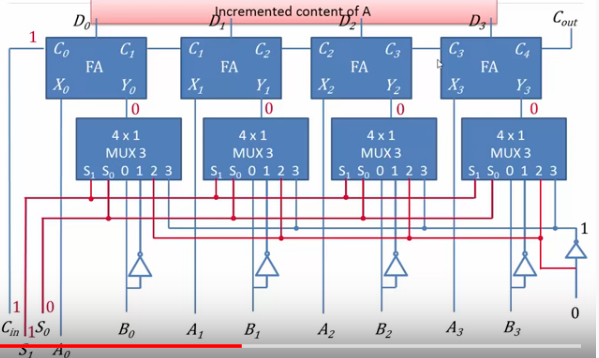 Incremented content of A
D0 D1 D2 D3 Cout
1
C0 C1 C1 C2 C2 C3 C3 C4
FA FA FA FA
X0 Y0 X1 Y1 X2 Y2 X3 Y3
0 0 0 0
4 x 1 4 x 1 4 x 1 4 x 1
MUX 3 MUX 3 MUX 3 MUX 3
S1 S0 0 1 2 3 S1 S0 0 1 2 3 S1 S0 0 1 2 3 S1 S0 0 1 2 3
1
1 0 0
Cin 1 S0 B0 A1 B1 A2 B2 A3 B3
S1 A0